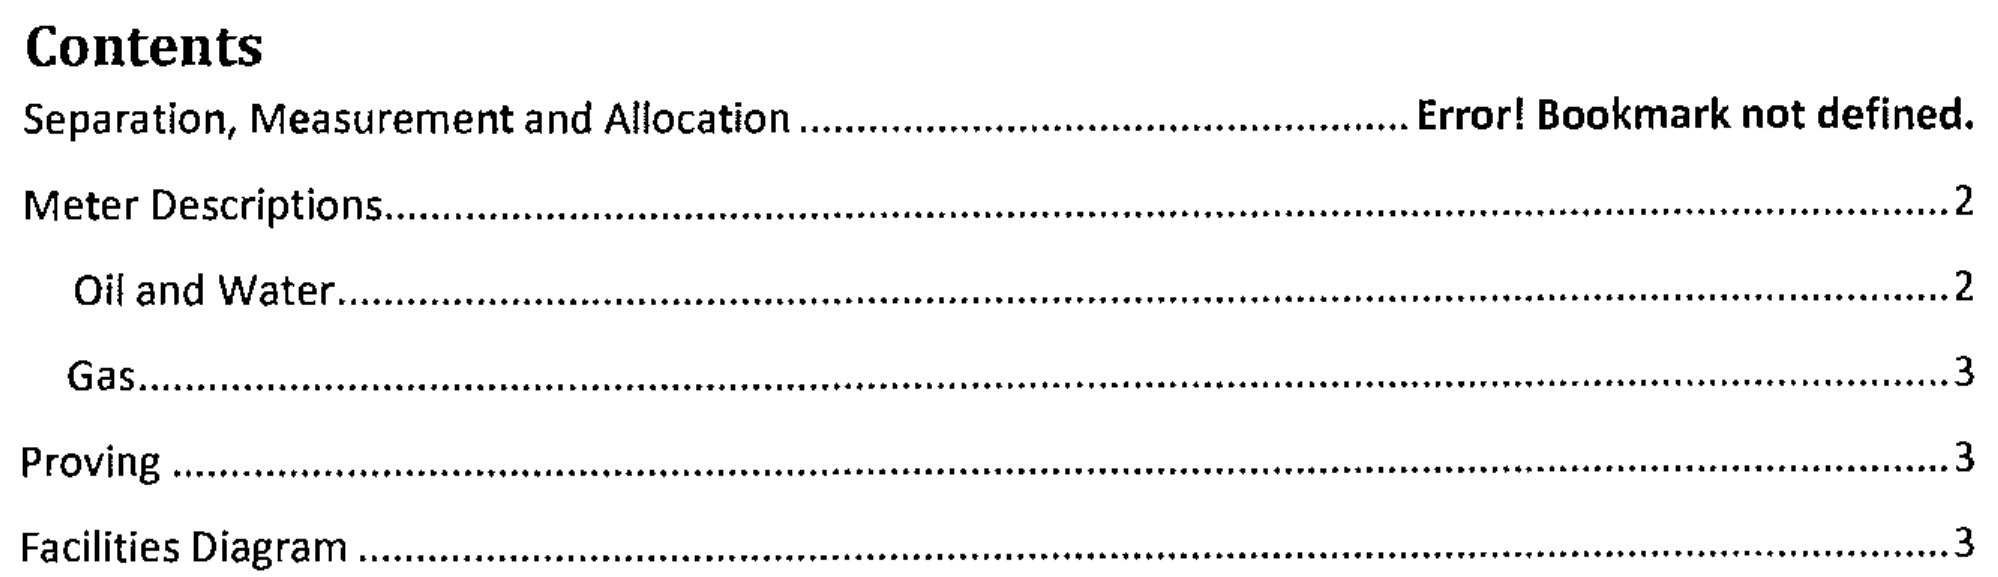 Contents
Separation, Measurement and Allocation ........................................................ Error! Bookmark not defined.
Meter Descriptions.......................................................................................................................................2
Oil and Water...........................................................................................................................................2
Gas............................................................................................................................................................3
Proving .........................................................................................................................................................3
Facilities Diagram .........................................................................................................................................3